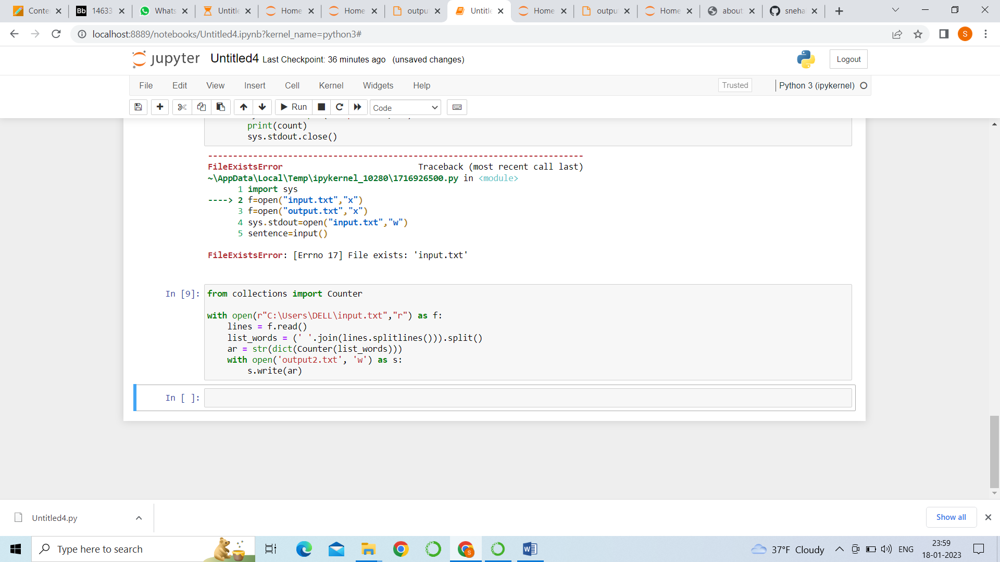 Conte
Bb 14633
Whats
Untitle
Home
Home
outpu
Untitle
Home
outpu
Home
about
sneha
localhost:8889/notebooks/Untitled4.ipynb?kernel_name=python3#
S
jupyter Untitled4 Last Checkpoint: 36 minutes ago (unsaved changes)
Logout
File Edit View Insert Cell Kernel Widgets Help
Trusted
Python 3 (ipykernel)
Run
Code
print(count)
sys.stdout.close()
---------------------------------------------------------------------------
FileExistsError Traceback (most recent call last)
~\AppData\Local\Temp\ipykernel_10280\1716926500.py in <module>
1 import sys
----> 2 f=open("input.txt","x")
3 f=open("output.txt","x")
4 sys.stdout=open("input.txt","w")
5 sentence=input()
FileExistsError: [Errno 17] File exists: 'input.txt'
In [9]:
from collections import Counter
with open(r"C:\Users\DELL\input.txt","r") as f:
lines = f.read()
list_words = (' '.join(lines.splitlines())).split()
ar = str(dict(Counter(list_words)))
with open('output2.txt', 'w') as s:
s.write(ar)
In [ ]:
Untitled4.py
Show all
Type here to search
37°F Cloudy
ENG
23:59
18-01-2023